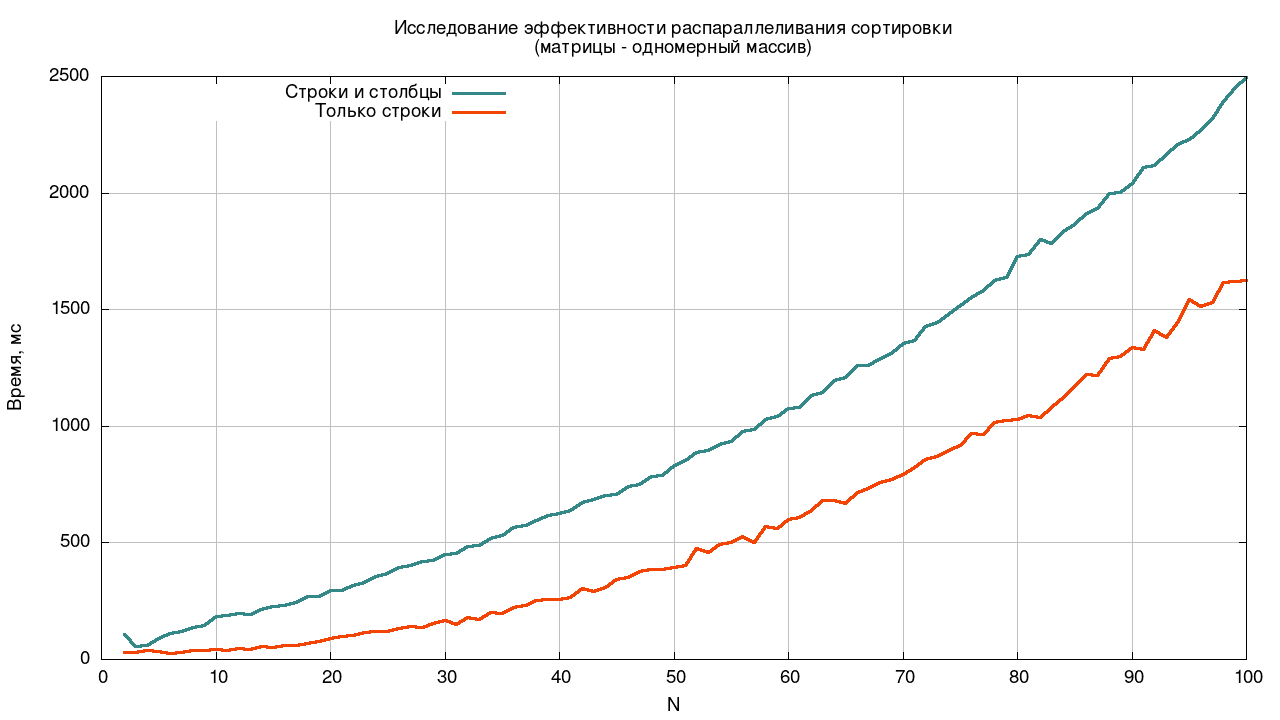 Исследование эффективности распараллеливания сортировки
(матрицы - одномерный массив)
Строки и столбцы
Только строки
2500
2000
1500
1000
500
0
Время, мс
0 10 20 30 40 50 60 70 80 90 100
N